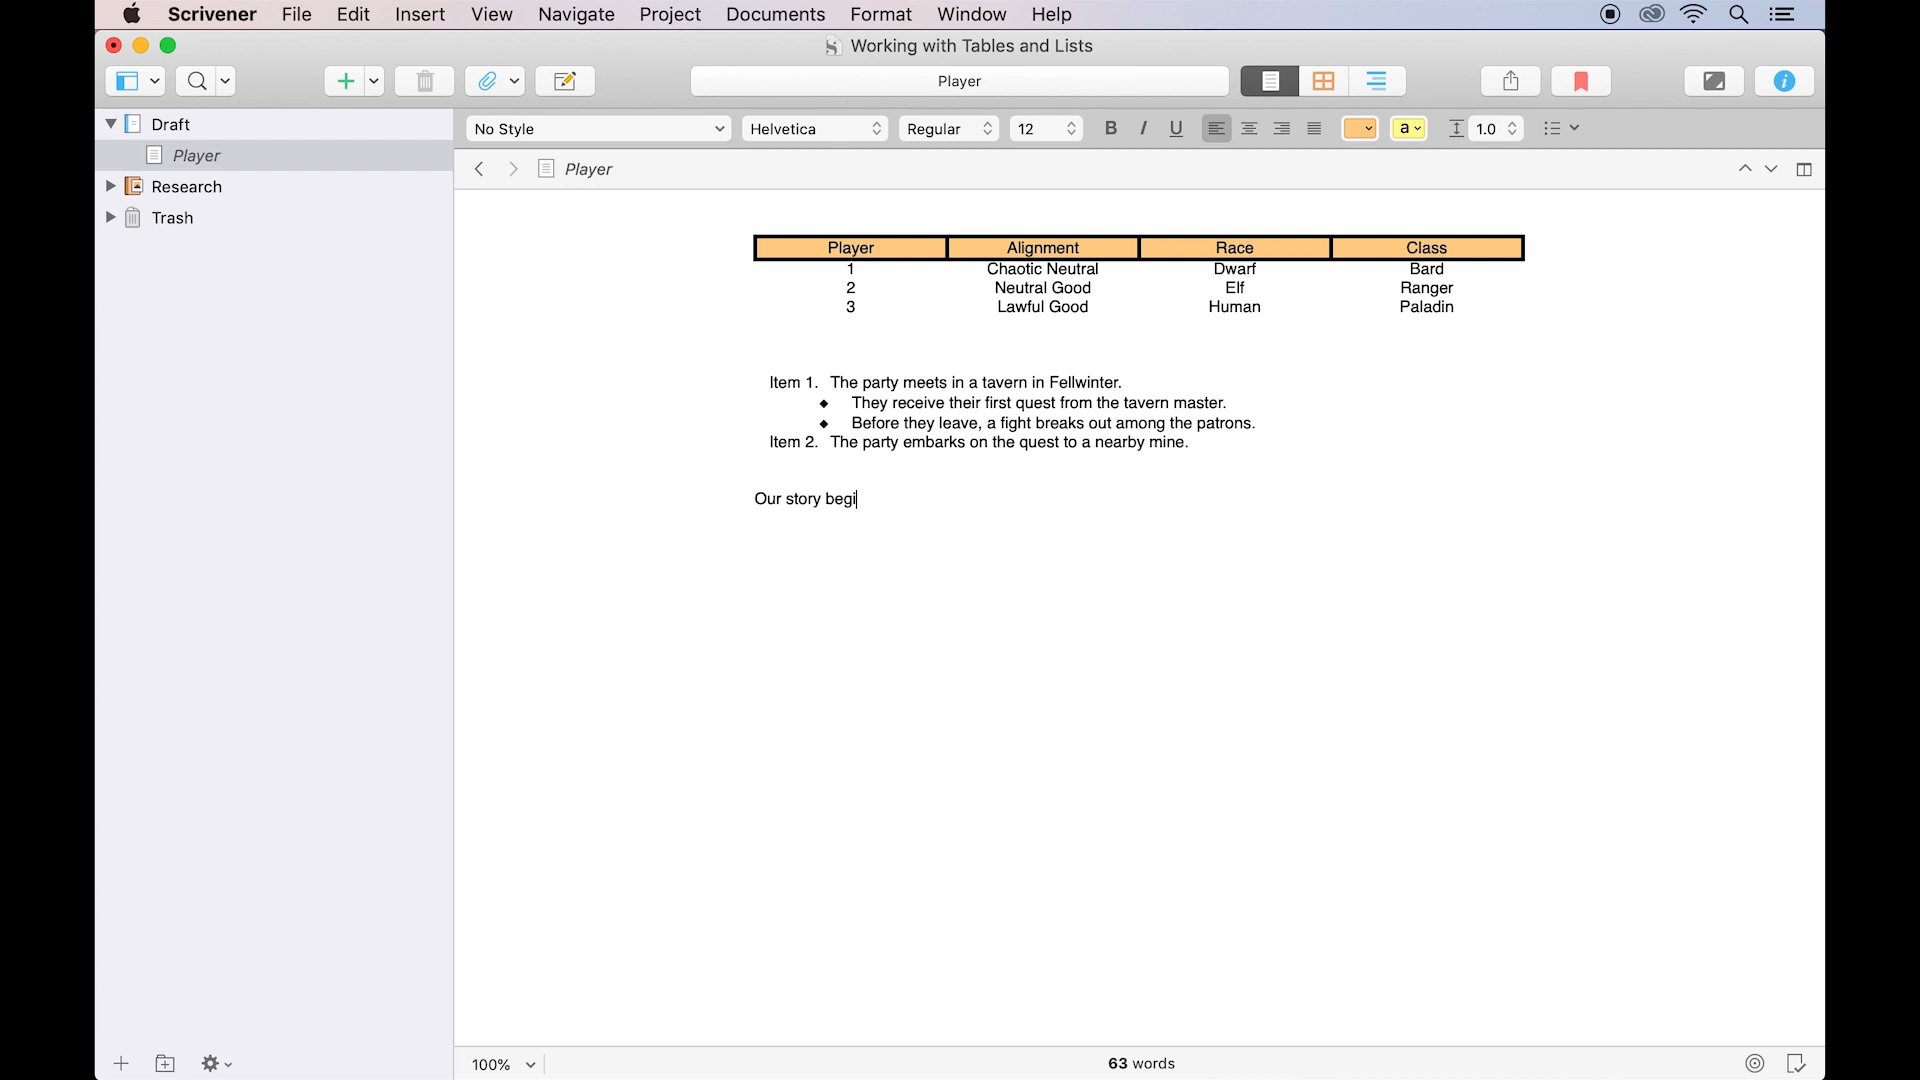 Scrivener File Edit Insert View Navigate Project Documents Format Window Help
Working with Tables and Lists
Player
Draft
No Style Helvetica Regular 12 B I U a 1.0
Player
Player
Research
Trash
Player Alignment Race Class
1 Chaotic Neutral Dwarf Bard
2 Neutral Good Elf Ranger
3 Lawful Good Human Paladin
Item 1. The party meets in a tavern in Fellwinter.
◆ They receive their first quest from the tavern master.
◆ Before they leave, a fight breaks out among the patrons.
Item 2. The party embarks on the quest to a nearby mine.
Our story begi
100% 63 words